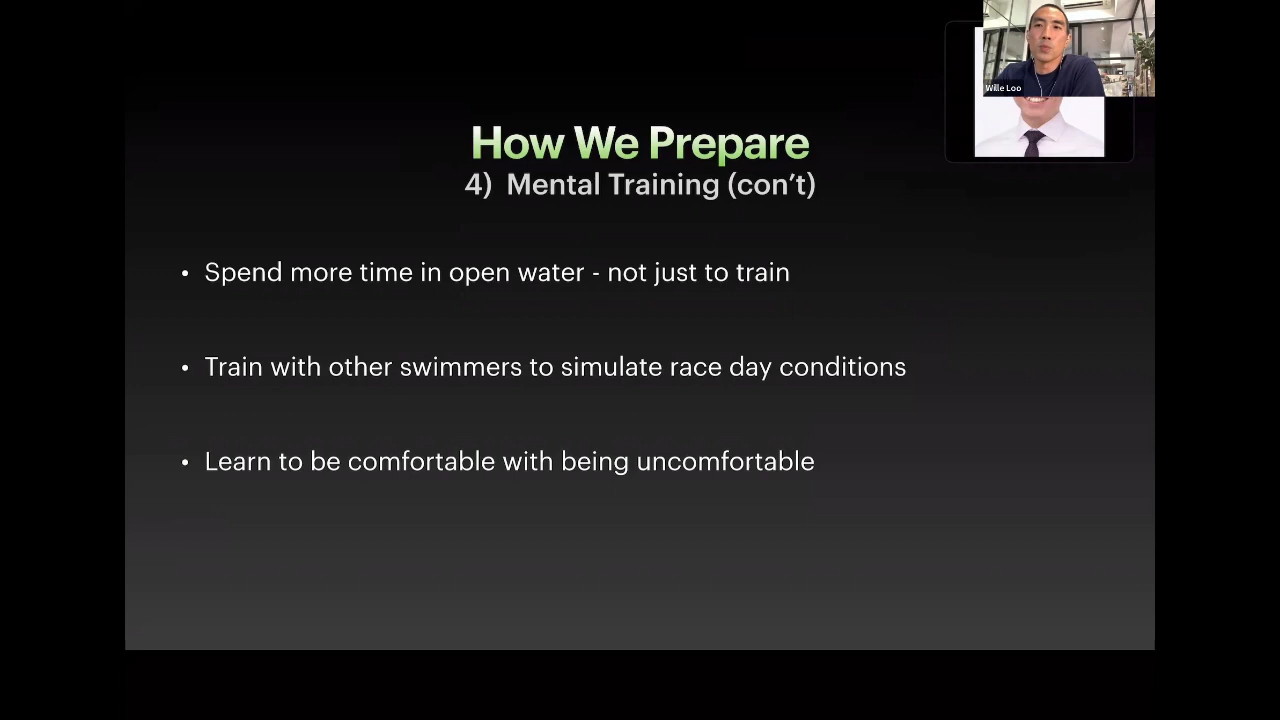 Wille Loo
How We Prepare
4) Mental Training (con’t)
• Spend more time in open water - not just to train
• Train with other swimmers to simulate race day conditions
• Learn to be comfortable with being uncomfortable